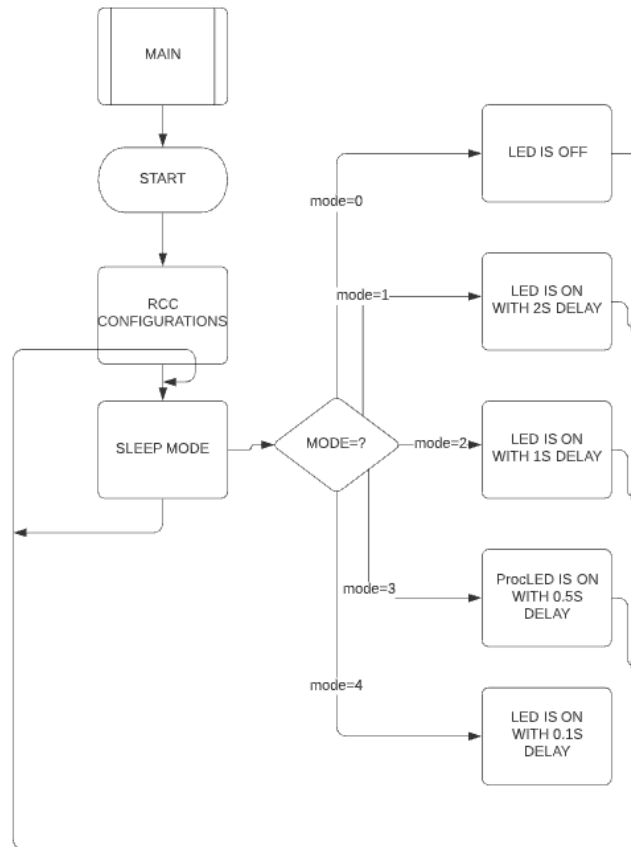 MAIN
START
RCC
CONFIGURATIONS
SLEEP MODE
MODE=?
mode=0
LED IS OFF
mode=1
LED IS ON
WITH 2S DELAY
mode=2
LED IS ON
WITH 1S DELAY
mode=3
ProcLED IS ON
WITH 0.5S
DELAY
mode=4
LED IS ON
WITH 0.1S
DELAY